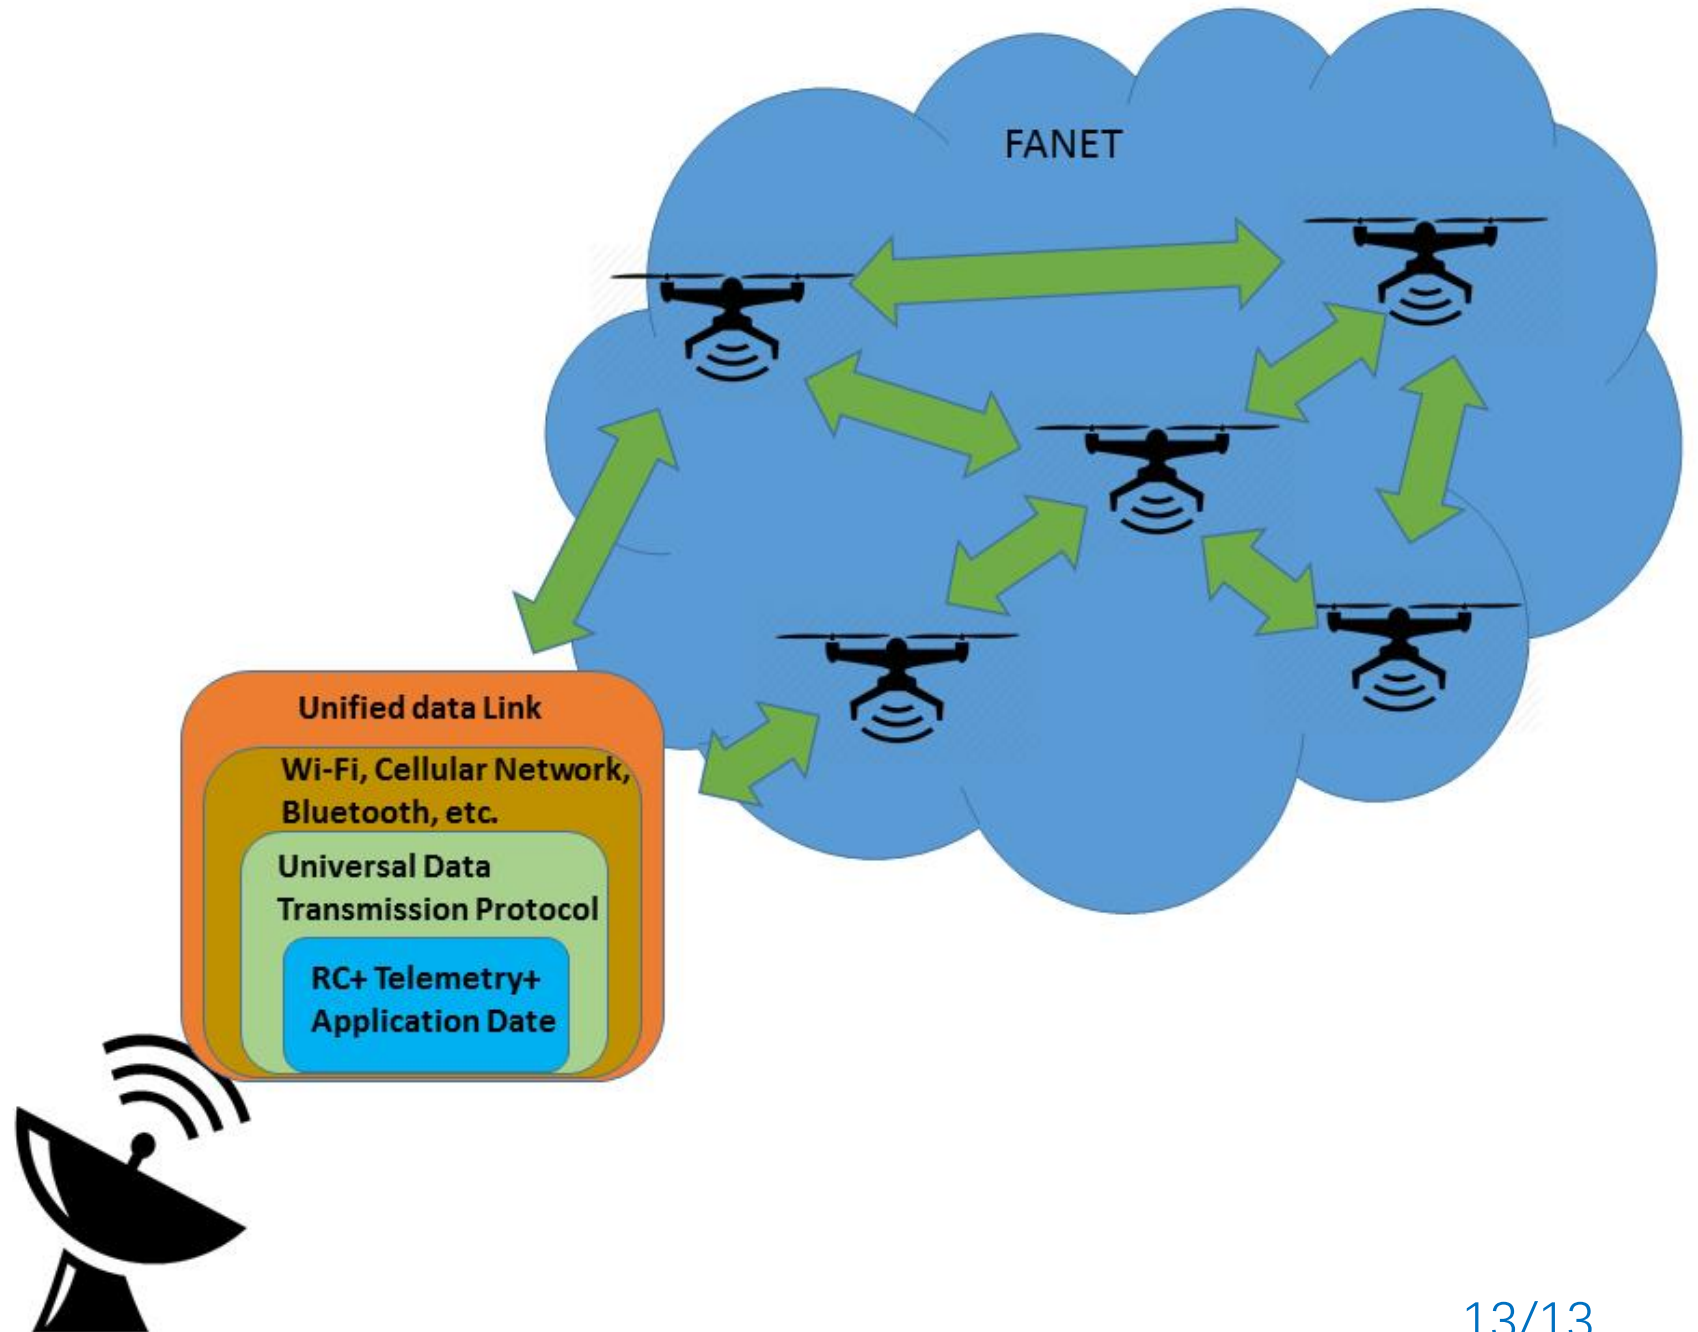 FANET
Unified data Link
Wi-Fi, Cellular Network,
Bluetooth, etc.
Universal Data
Transmission Protocol
RC+ Telemetry+
Application Date
13/13